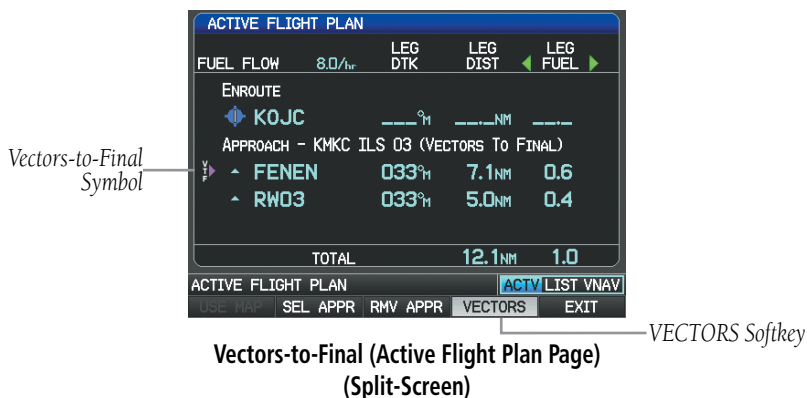 ACTIVE FLIGHT PLAN
FUEL FLOW 8.0/hr LEG DTK LEG DIST LEG FUEL
ENROUTE
KOJC ___°M __._NM __._
APPROACH – KMKC ILS 03 (VECTORS TO FINAL)
Vectors-to-Final Symbol
VTF FENEN 033°M 7.1NM 0.6
RW03 033°M 5.0NM 0.4
TOTAL 12.1NM 1.0
ACTIVE FLIGHT PLAN ACTV LIST VNAV
USE MAP SEL APPR RMV APPR VECTORS EXIT
VECTORS Softkey
Vectors-to-Final (Active Flight Plan Page)
(Split-Screen)